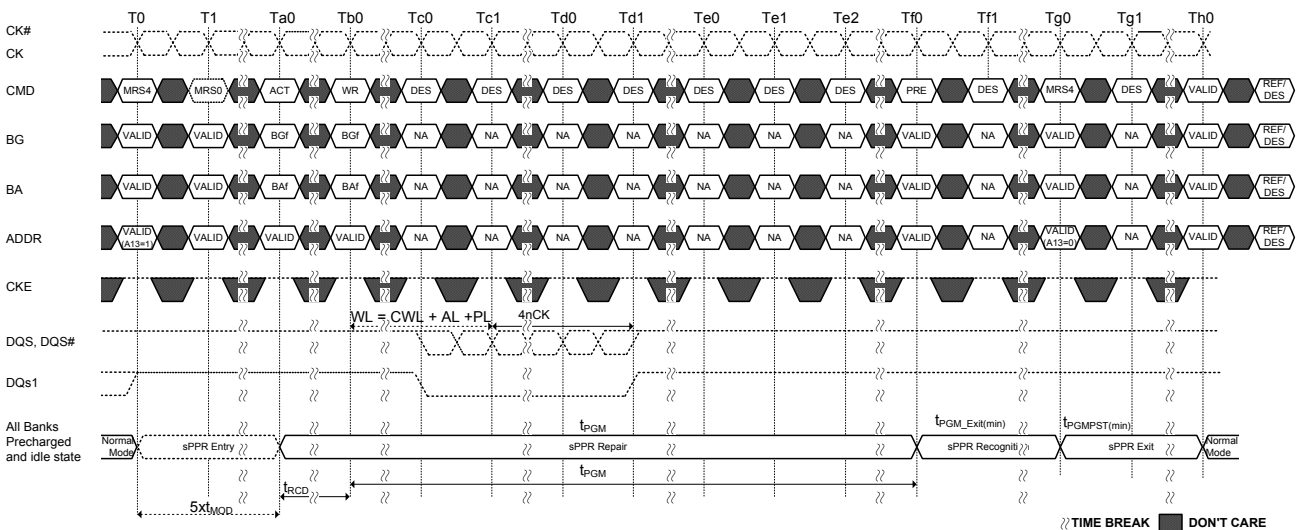 T0 T1 Ta0 Tb0 Tc0 Tc1 Td0 Td1 Te0 Te1 Te2 Tf0 Tf1 Tg0 Tg1 Th0
CK#
CK
CMD MRS4 MRS0 ACT WR DES DES DES DES DES DES DES PRE DES MRS4 DES VALID REF/
DES
BG VALID VALID BGf BGf NA NA NA NA NA NA NA VALID NA VALID NA VALID REF/
DES
BA VALID VALID BAf BAf NA NA NA NA NA NA NA VALID NA VALID NA VALID REF/
DES
ADDR VALID
(A13=1) VALID VALID VALID NA NA NA NA NA NA NA VALID NA VALID
(A13=0) NA VALID REF/
DES
CKE
WL = CWL + AL +PL 4nCK
DQS, DQS#
DQs1
All Banks
Precharged
and idle state
tPGM tPGM_Exit(min) tPGMPST(min)
Normal
Mode sPPR Entry sPPR Repair sPPR Recogniti sPPR Exit Normal
Mode
tPGM
tRCD
5xtMOD
TIME BREAK DON'T CARE